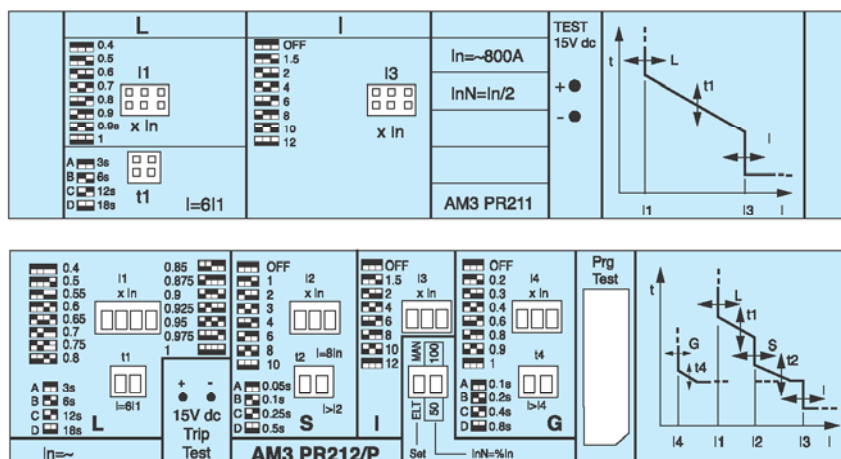 L
I
TEST
15V dc
0.4
0.5
0.6
0.7
0.8
0.9
1
I1
x In
OFF
1.5
2
4
6
8
10
12
I3
x In
In=~800A
InN=In/2
+
-
t
L
t1
I
I1
I3
I
A 3s
B 6s
C 12s
D 18s
t1
I=6I1
AM3 PR211
0.4
0.5
0.55
0.6
0.65
0.7
0.75
0.8
I1
x In
0.85
0.875
0.9
0.925
0.95
0.975
1
t1
I=6I1
A 3s
B 6s
C 12s
D 18s
L
In=~
+ -
15V dc
Trip
Test
OFF
1
2
3
4
6
8
10
I2
x In
t2
I=8In
I>I2
A 0.05s
B 0.1s
C 0.25s
D 0.5s
S
AM3 PR212/P
OFF
1.5
2
4
6
8
10
12
I3
x In
I
MAN
100
ELT
50
Set
InN=%In
OFF
0.2
0.3
0.4
0.6
0.8
0.9
1
I4
x In
t4
I>I4
A 0.1s
B 0.2s
C 0.4s
D 0.8s
G
Prg
Test
t
L
t1
S
t2
G
t4
I
I4
I1
I2
I3
I